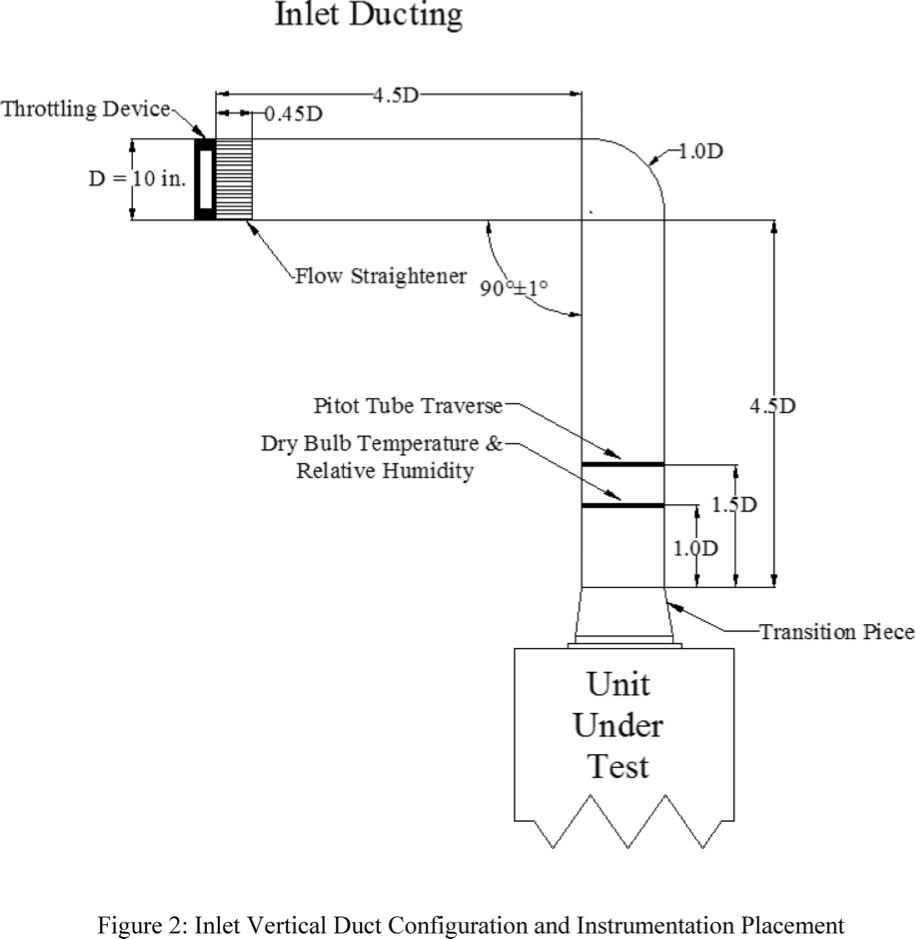 Inlet Ducting
4.5D
Throttling Device
0.45D
1.0D
D = 10 in.
Flow Straightener
90°±1°
Pitot Tube Traverse
4.5D
Dry Bulb Temperature &
Relative Humidity
1.5D
1.0D
Transition Piece
Unit
Under
Test
Figure 2: Inlet Vertical Duct Configuration and Instrumentation Placement